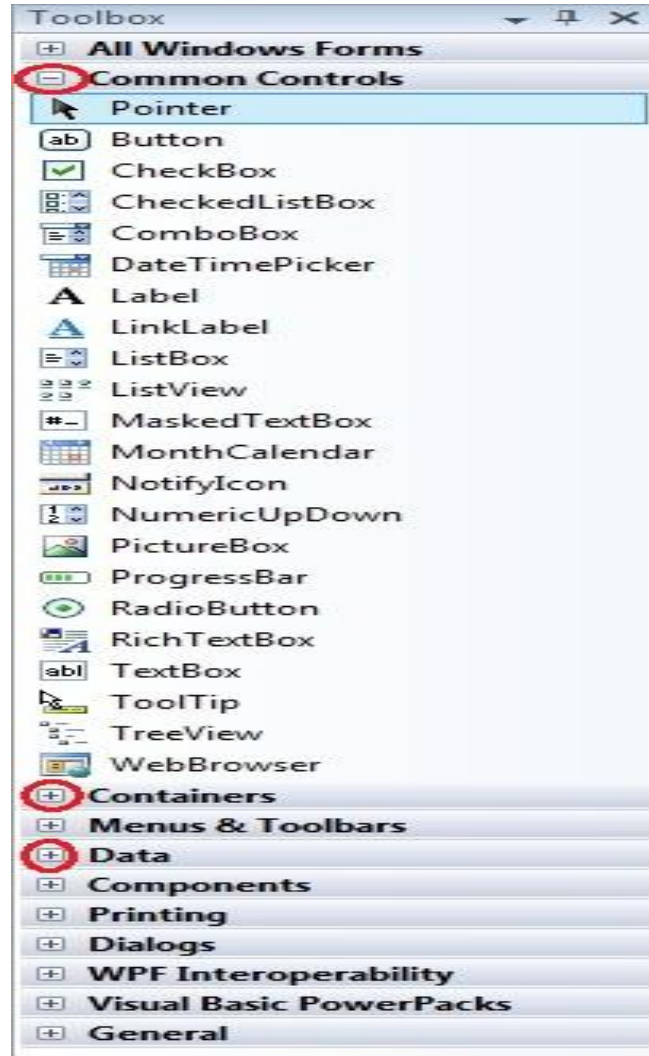 Toolbox
All Windows Forms
Common Controls
Pointer
Button
CheckBox
CheckedListBox
ComboBox
DateTimePicker
Label
LinkLabel
ListBox
ListView
MaskedTextBox
MonthCalendar
NotifyIcon
NumericUpDown
PictureBox
ProgressBar
RadioButton
RichTextBox
TextBox
ToolTip
TreeView
WebBrowser
Containers
Menus & Toolbars
Data
Components
Printing
Dialogs
WPF Interoperability
Visual Basic PowerPacks
General